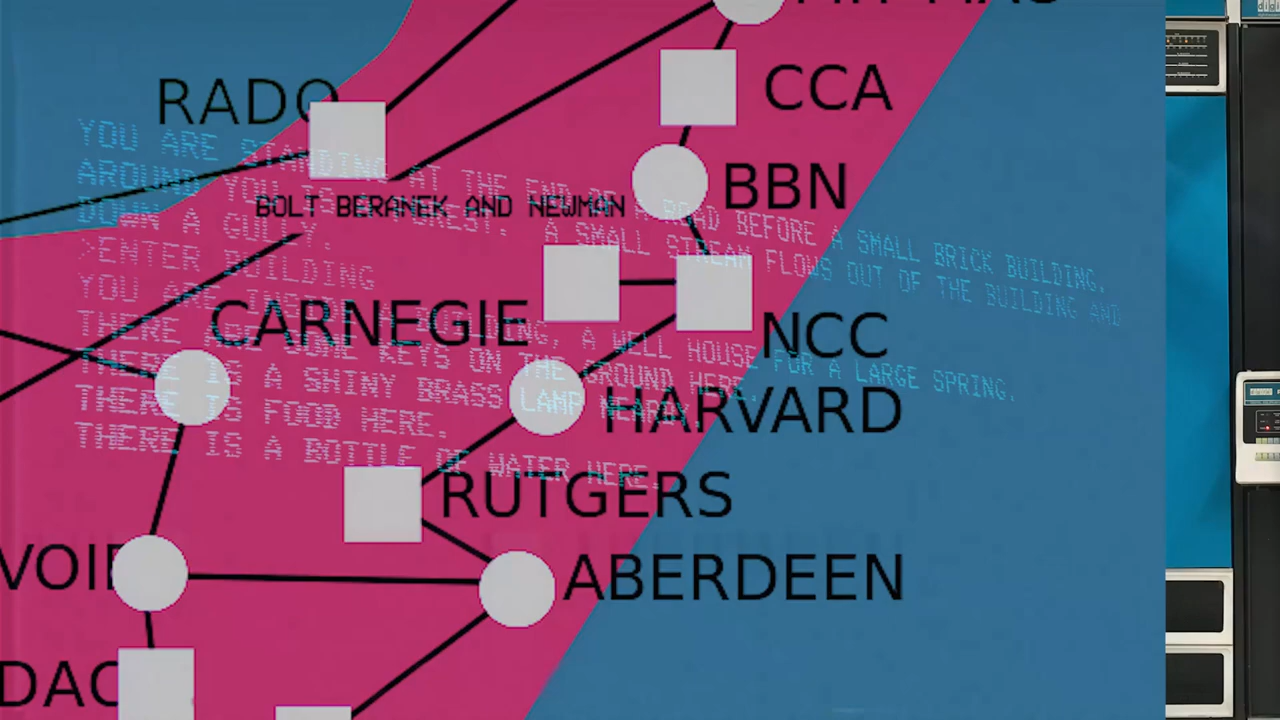 CCA
RADC
BBN
BOLT BERANEK AND NEWMAN
YOU ARE STANDING AT THE END OF A ROAD BEFORE A SMALL BRICK BUILDING.
AROUND YOU IS A FOREST. A SMALL STREAM FLOWS OUT OF THE BUILDING AND
DOWN A GULLY.
>ENTER BUILDING
YOU ARE INSIDE A BUILDING, A WELL HOUSE FOR A LARGE SPRING.
THERE ARE SOME KEYS ON THE GROUND HERE.
THERE IS A SHINY BRASS LAMP NEARBY.
THERE IS FOOD HERE.
THERE IS A BOTTLE OF WATER HERE.
CARNEGIE
NCC
HARVARD
RUTGERS
VOIR
ABERDEEN
DAC